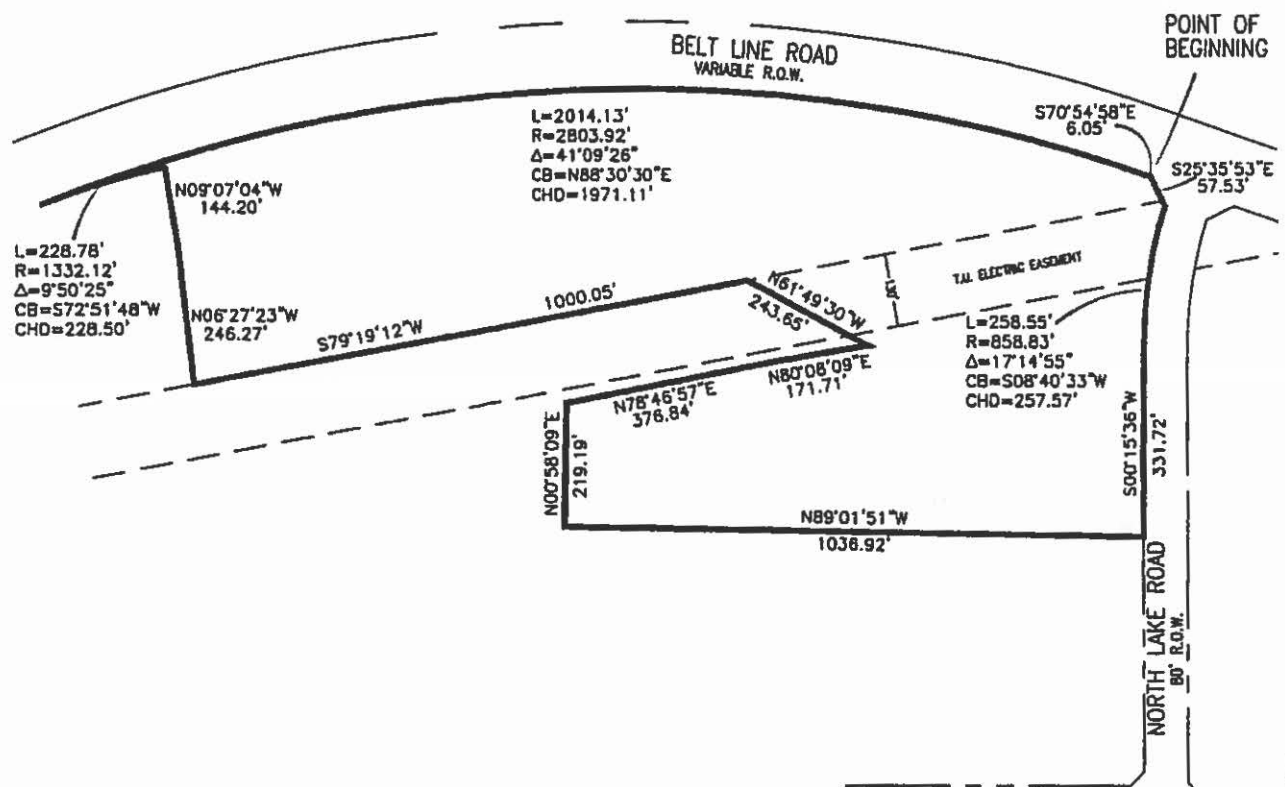 POINT OF
BEGINNING
BELT LINE ROAD
VARIABLE R.O.W.
S70°54'58"E
6.05'
S25°35'53"E
57.53'
L=2014.13'
R=2803.92'
Δ=41°09'26"
CB=N88°30'30"E
CHD=1971.11'
N09°07'04"W
144.20'
L=228.78'
R=1332.12'
Δ=9°50'25"
CB=S72°51'48"W
CHD=228.50'
N06°27'23"W
246.27'
S79°19'12"W
1000.05'
N61°49'30"W
243.65'
T.U. ELECTRIC EASEMENT
L=258.55'
R=858.83'
Δ=17°14'55"
CB=S08°40'33"W
CHD=257.57'
N80°08'09"E
171.71'
N78°46'57"E
376.84'
N00°58'09"E
219.19'
S00°15'36"W
331.72'
N89°01'51"W
1036.92'
NORTH LAKE ROAD
80' R.O.W.